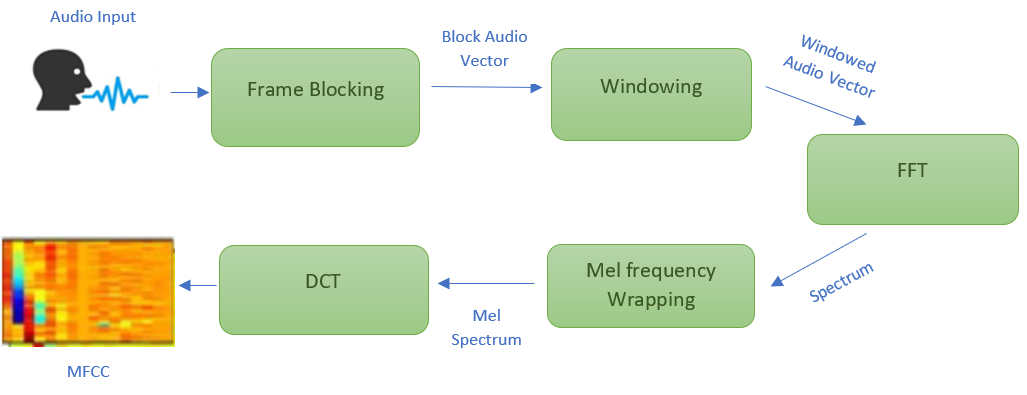 Audio Input
Frame Blocking
Block Audio
Vector
Windowing
Windowed
Audio Vector
FFT
Spectrum
Mel frequency
Wrapping
Mel
Spectrum
DCT
MFCC